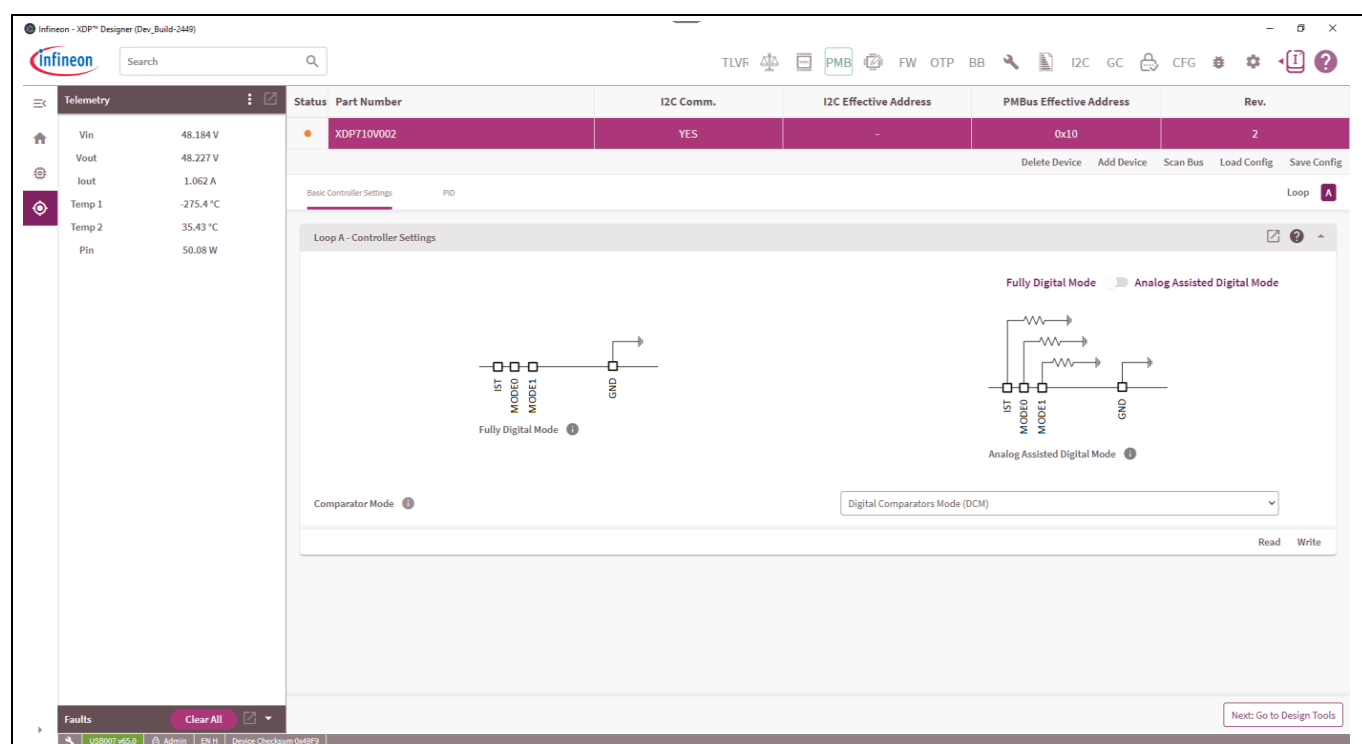 Infineon - XDP™ Designer (Dev_Build-2449)
infineon
Search
TLVR PMB FW OTP BB I2C GC CFG
Telemetry
Vin 48.184 V
Vout 48.227 V
Iout 1.062 A
Temp 1 -275.4 °C
Temp 2 35.43 °C
Pin 50.08 W
Status Part Number I2C Comm. I2C Effective Address PMBus Effective Address Rev.
XDP710V002 YES - 0x10 2
Delete Device Add Device Scan Bus Load Config Save Config
Basic Controller Settings PID Loop A
Loop A - Controller Settings
Fully Digital Mode Analog Assisted Digital Mode
IST
MODE0
MODE1
GND
Fully Digital Mode
IST
MODE0
MODE1
GND
Analog Assisted Digital Mode
Comparator Mode Digital Comparators Mode (DCM)
Read Write
Faults Clear All
Next: Go to Design Tools
USB007 v65.0 Admin EN H Device Checksum 0x49F9